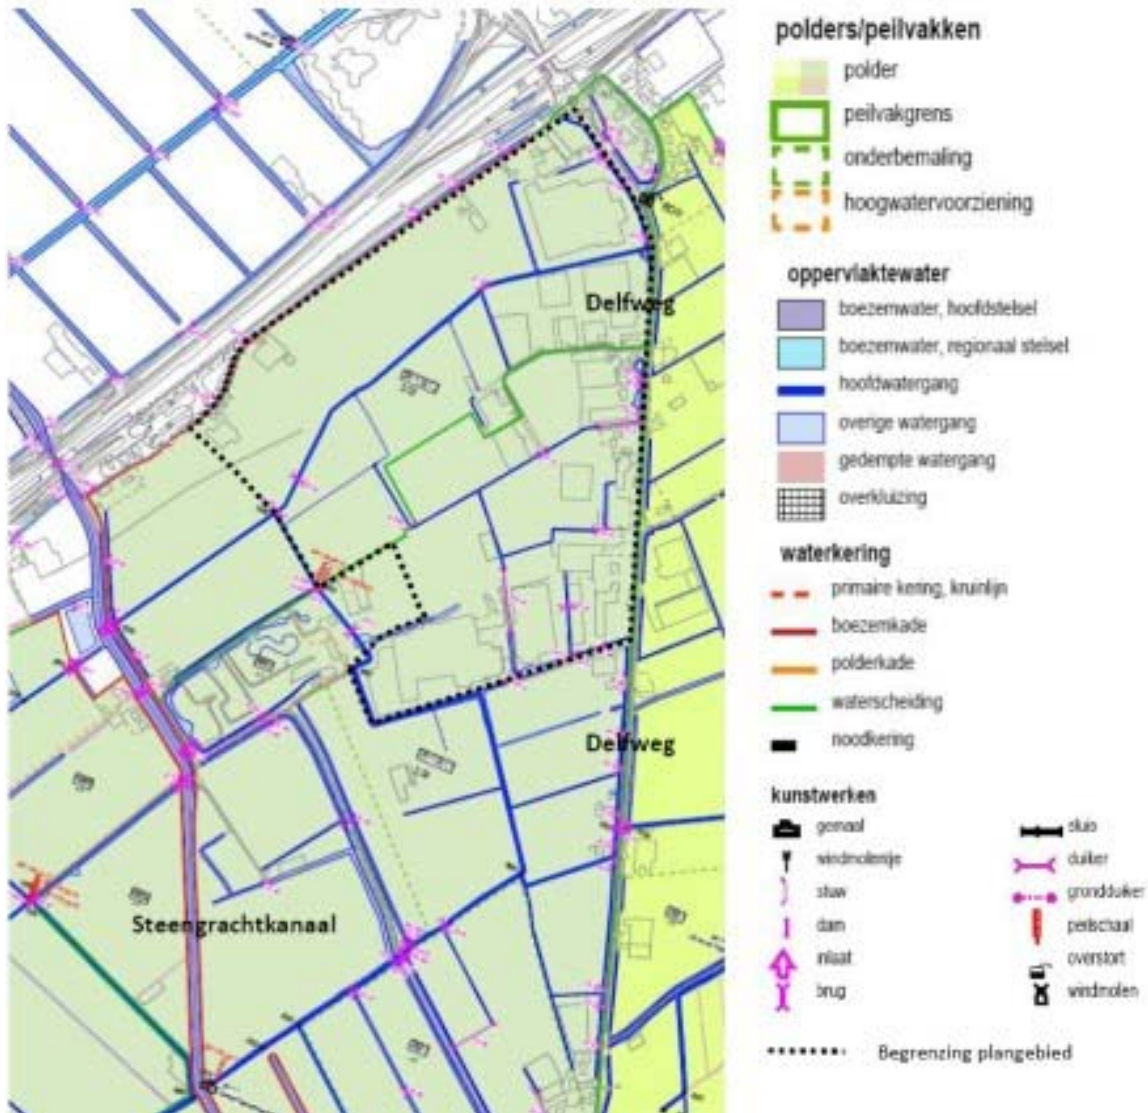 Delfweg
Delfweg
Steengrachtkanaal
polders/peilvakken
polder
peilvakgrens
onderbemaling
hoogwatervoorziening
oppervlaktewater
boezemwater, hoofdstelsel
boezemwater, regionaal stelsel
hoofdwatergang
overige watergang
gedempte watergang
overkluizing
waterkering
primaire kering, kruinlijn
boezemkade
polderkade
waterscheiding
noodkering
kunstwerken
gemaal
windmolentje
stuw
dam
inlaat
brug
sluis
duiker
grondduiker
peilschaal
overstort
windmolen
Begrenzing plangebied